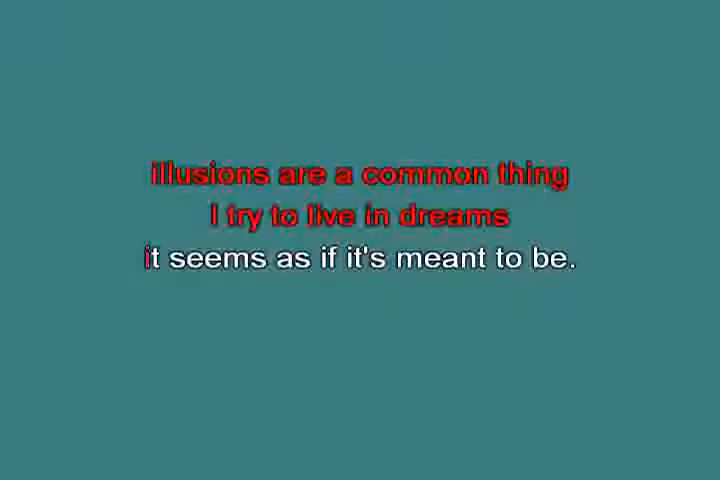 illusions are a common thing
I try to live in dreams
it seems as if it's meant to be.